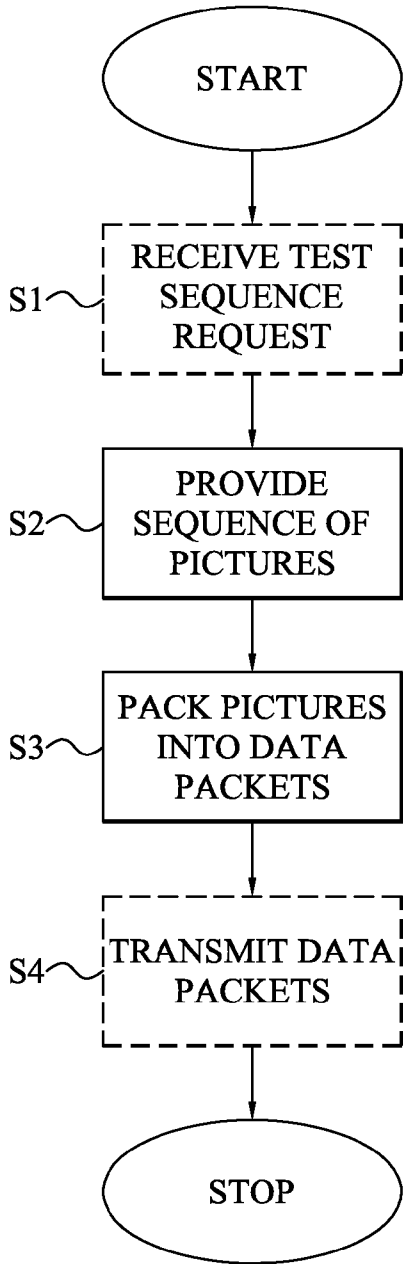 START
RECEIVE TEST
S1
SEQUENCE
REQUEST
PROVIDE
S2
SEQUENCE OF
PICTURES
PACK PICTURES
S3
INTO DATA
PACKETS
TRANSMIT DATA
S4
PACKETS
STOP